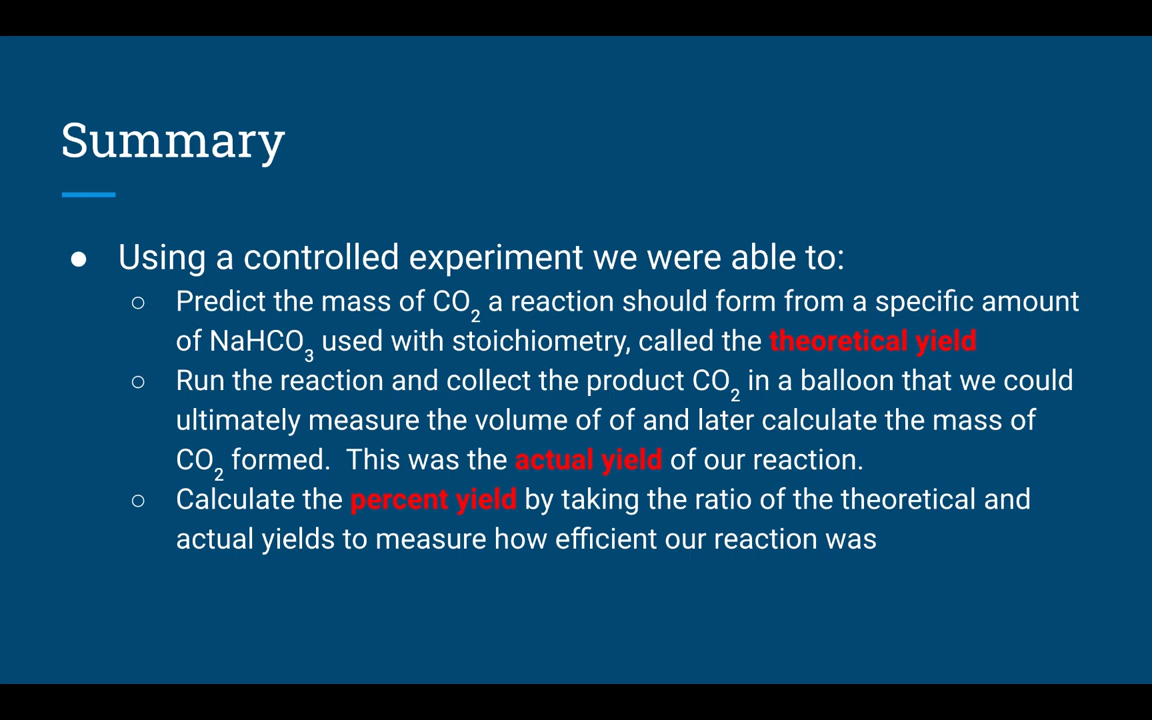 Summary
● Using a controlled experiment we were able to:
○ Predict the mass of CO₂ a reaction should form from a specific amount
of NaHCO₃ used with stoichiometry, called the theoretical yield
○ Run the reaction and collect the product CO₂ in a balloon that we could
ultimately measure the volume of of and later calculate the mass of
CO₂ formed.  This was the actual yield of our reaction.
○ Calculate the percent yield by taking the ratio of the theoretical and
actual yields to measure how efficient our reaction was